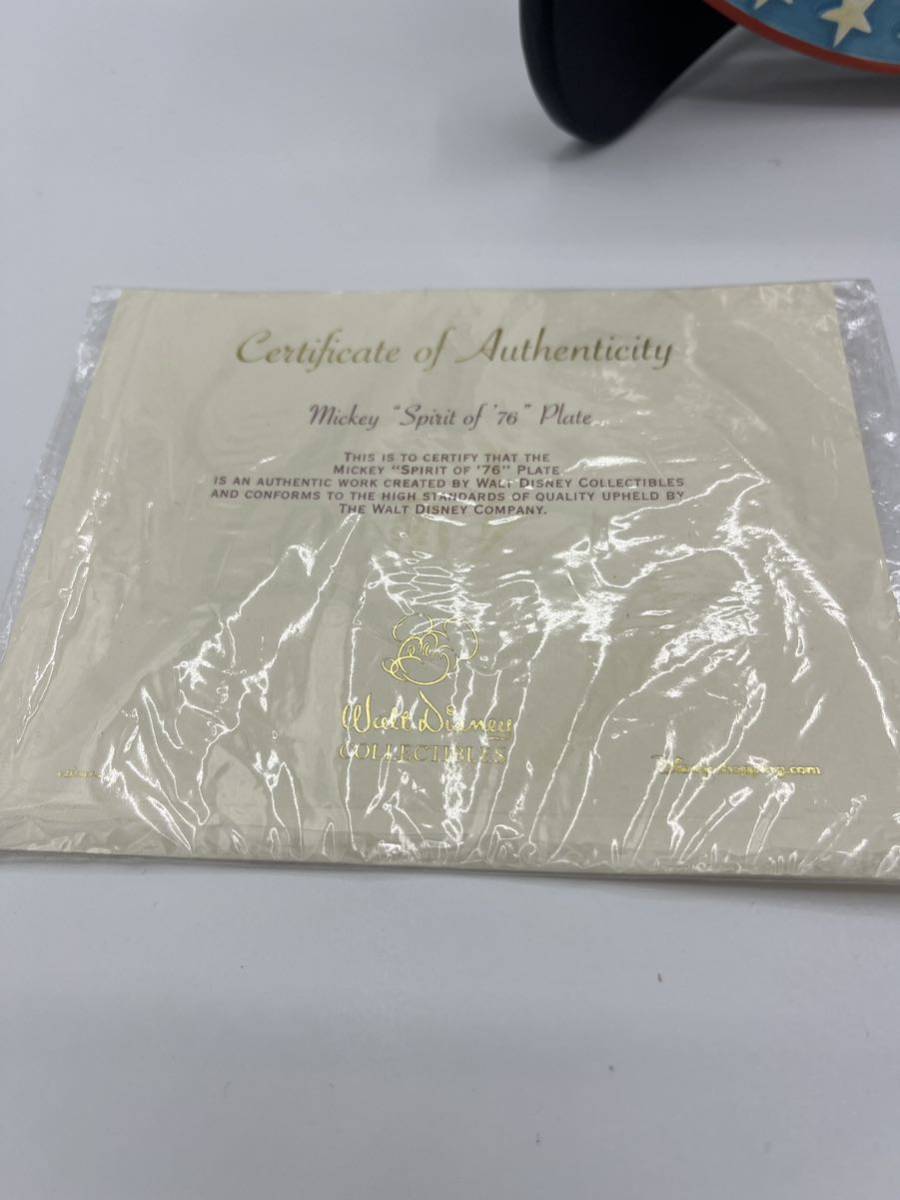 Certificate of Authenticity
Mickey "Spirit of '76" Plate
THIS IS TO CERTIFY THAT THE
MICKEY "SPIRIT OF '76" PLATE
IS AN AUTHENTIC WORK CREATED BY WALT DISNEY COLLECTIBLES
AND CONFORMS TO THE HIGH STANDARDS OF QUALITY UPHELD BY
THE WALT DISNEY COMPANY.
Walt Disney
COLLECTIBLES